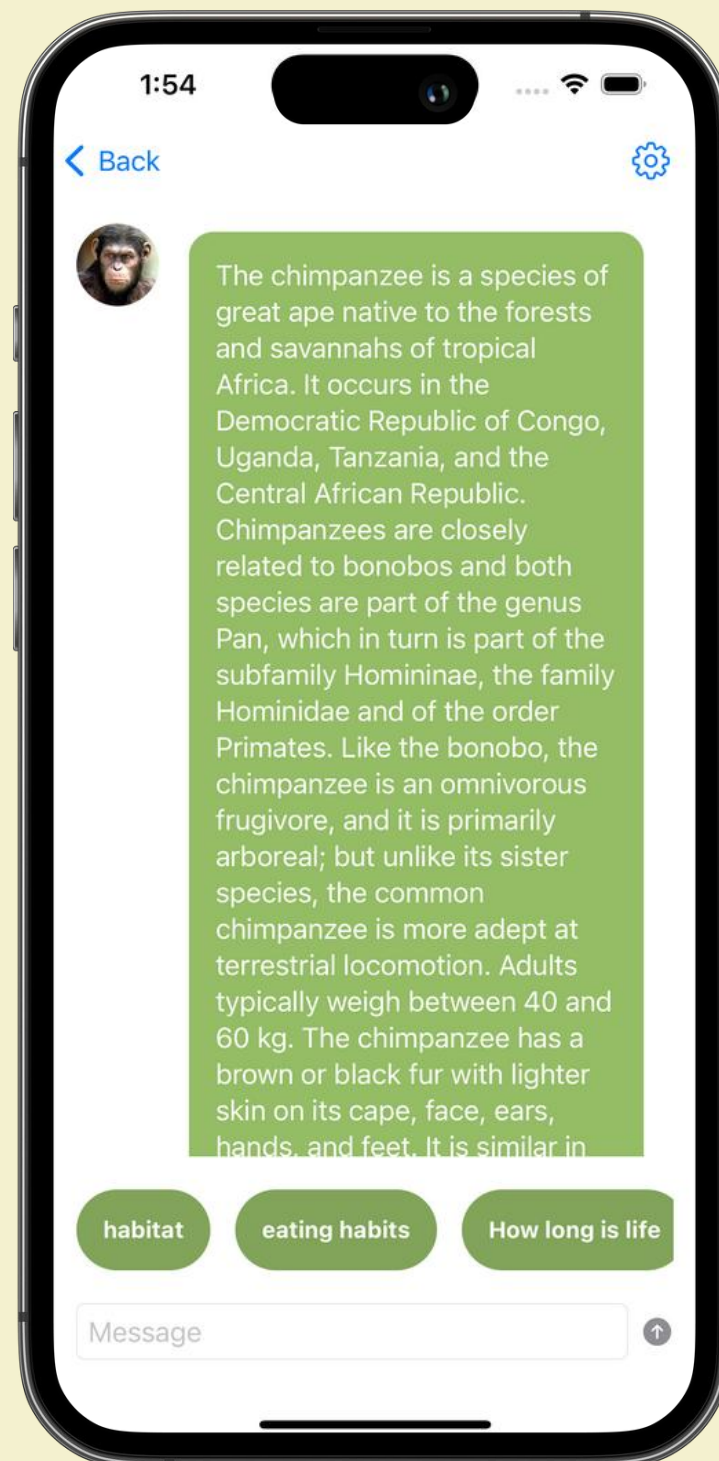 1:54
Back
The chimpanzee is a species of
great ape native to the forests
and savannahs of tropical
Africa. It occurs in the
Democratic Republic of Congo,
Uganda, Tanzania, and the
Central African Republic.
Chimpanzees are closely
related to bonobos and both
species are part of the genus
Pan, which in turn is part of the
subfamily Homininae, the family
Hominidae and of the order
Primates. Like the bonobo, the
chimpanzee is an omnivorous
frugivore, and it is primarily
arboreal; but unlike its sister
species, the common
chimpanzee is more adept at
terrestrial locomotion. Adults
typically weigh between 40 and
60 kg. The chimpanzee has a
brown or black fur with lighter
skin on its cape, face, ears,
hands, and feet. It is similar in
habitat eating habits How long is life
Message